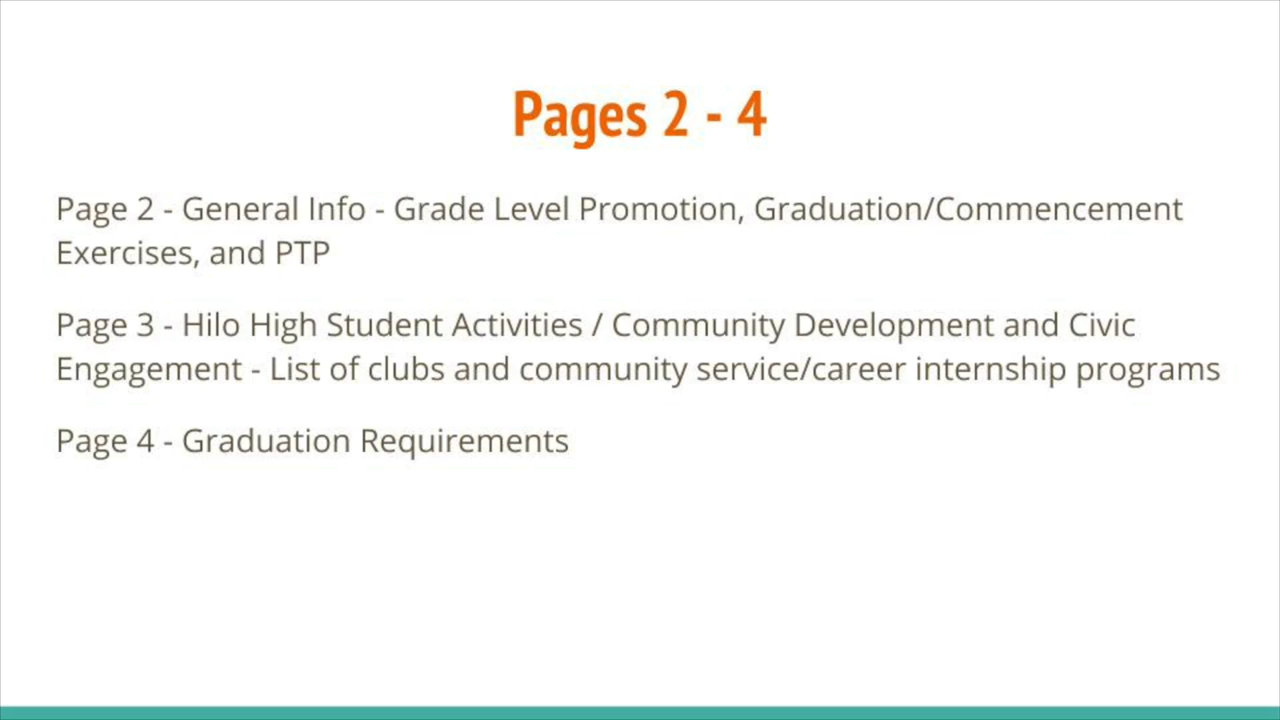 Pages 2 - 4
Page 2 - General Info - Grade Level Promotion, Graduation/Commencement
Exercises, and PTP
Page 3 - Hilo High Student Activities / Community Development and Civic
Engagement - List of clubs and community service/career internship programs
Page 4 - Graduation Requirements